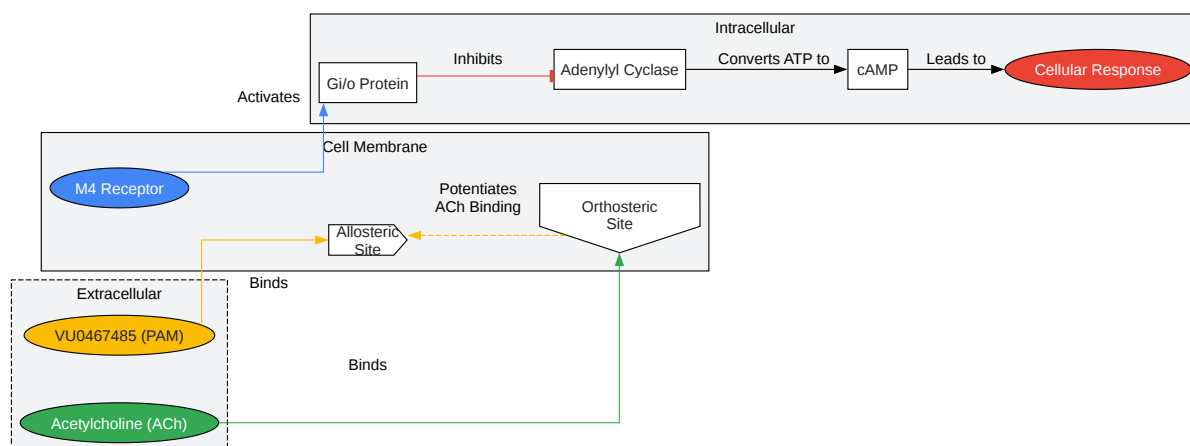 Intracellular
Inhibits
Converts ATP to
Leads to
Gi/o Protein
Adenylyl Cyclase
cAMP
Cellular Response
Activates
Cell Membrane
M4 Receptor
Potentiates
ACh Binding
Orthosteric
Site
Allosteric
Site
Binds
Extracellular
VU0467485 (PAM)
Binds
Acetylcholine (ACh)